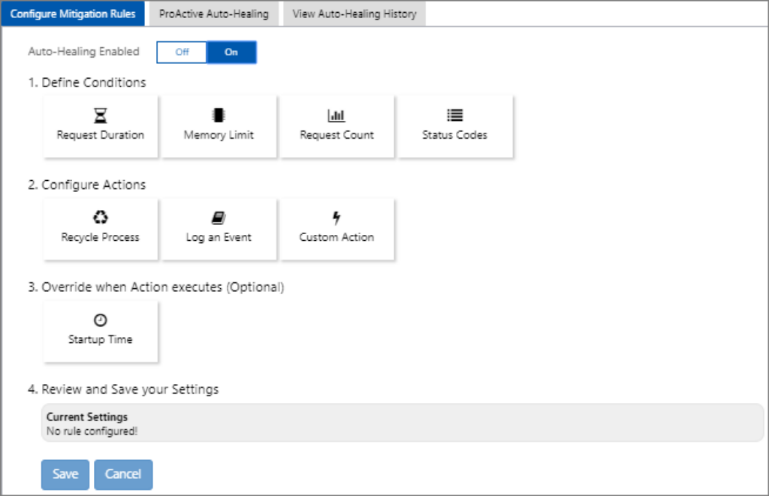 Configure Mitigation Rules ProActive Auto-Healing View Auto-Healing History
Auto-Healing Enabled Off On
1. Define Conditions
Request Duration Memory Limit Request Count Status Codes
2. Configure Actions
Recycle Process Log an Event Custom Action
3. Override when Action executes (Optional)
Startup Time
4. Review and Save your Settings
Current Settings
No rule configured!
Save Cancel